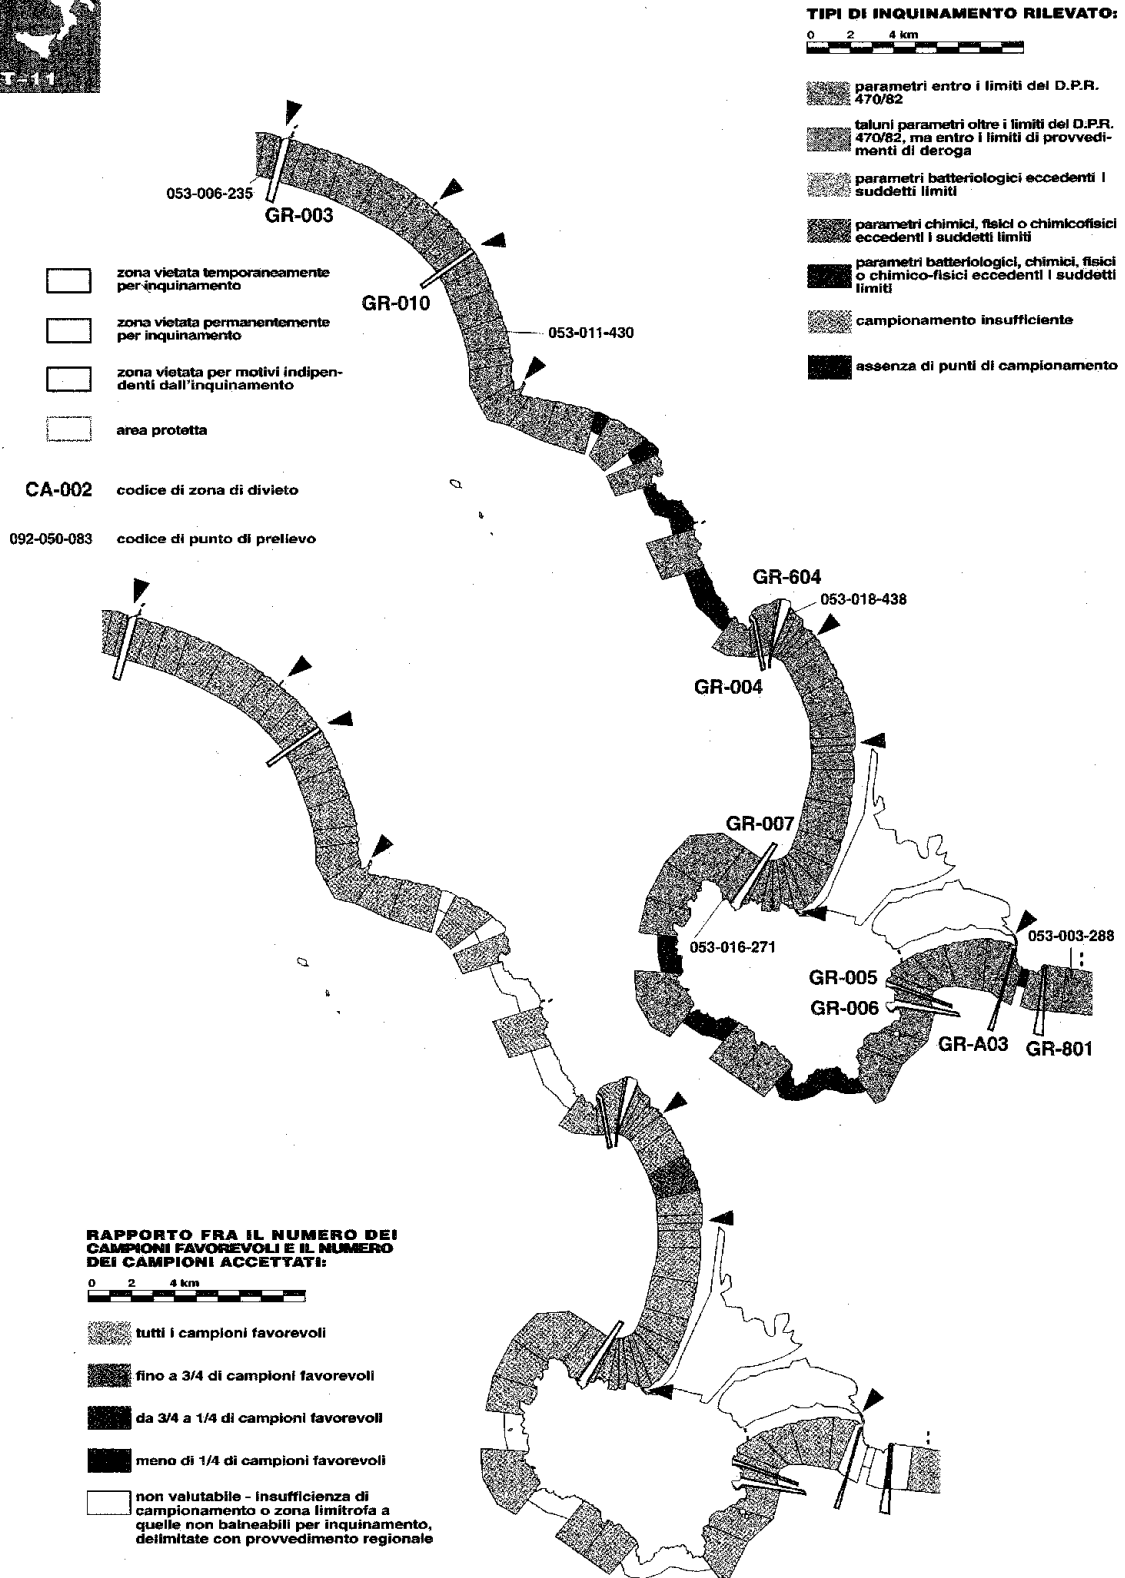 T-11
TIPI DI INQUINAMENTO RILEVATO:
0 2 4 km
parametri entro i limiti del D.P.R.
470/82
taluni parametri oltre i limiti del D.P.R.
470/82, ma entro i limiti di provvedi-
menti di deroga
parametri batteriologici eccedenti i
suddetti limiti
parametri chimici, fisici o chimicofisici
eccedenti i suddetti limiti
parametri batteriologici, chimici, fisici
o chimico-fisici eccedenti i suddetti
limiti
campionamento insufficiente
assenza di punti di campionamento
053-006-235
GR-003
GR-010
053-011-430
zona vietata temporaneamente
per inquinamento
zona vietata permanentemente
per inquinamento
zona vietata per motivi indipen-
denti dall'inquinamento
area protetta
CA-002 codice di zona di divieto
092-050-083 codice di punto di prelievo
GR-604
053-018-438
GR-004
GR-007
053-016-271
053-003-288
GR-005
GR-006
GR-A03
GR-801
RAPPORTO FRA IL NUMERO DEI
CAMPIONI FAVOREVOLI E IL NUMERO
DEI CAMPIONI ACCETTATI:
0 2 4 km
tutti i campioni favorevoli
fino a 3/4 di campioni favorevoli
da 3/4 a 1/4 di campioni favorevoli
meno di 1/4 di campioni favorevoli
non valutabile - insufficienza di
campionamento o zona limitrofa a
quelle non balneabili per inquinamento,
delimitate con provvedimento regionale